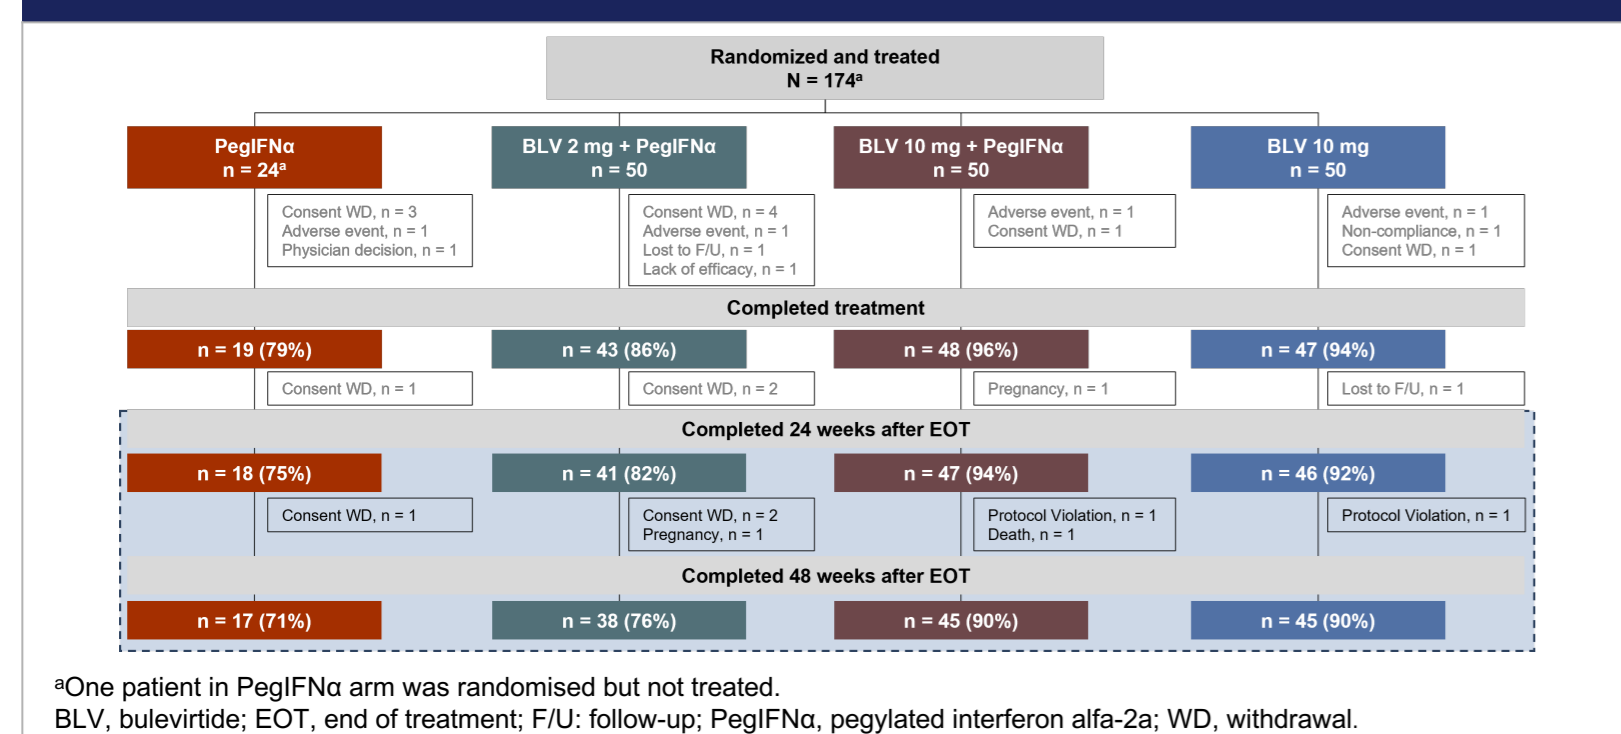 Randomized and treated
N = 174ᵃ
PegIFNα
n = 24ᵃ
BLV 2 mg + PegIFNα
n = 50
BLV 10 mg + PegIFNα
n = 50
BLV 10 mg
n = 50
Consent WD, n = 3
Adverse event, n = 1
Physician decision, n = 1
Consent WD, n = 4
Adverse event, n = 1
Lost to F/U, n = 1
Lack of efficacy, n = 1
Adverse event, n = 1
Consent WD, n = 1
Adverse event, n = 1
Non-compliance, n = 1
Consent WD, n = 1
Completed treatment
n = 19 (79%)
n = 43 (86%)
n = 48 (96%)
n = 47 (94%)
Consent WD, n = 1
Consent WD, n = 2
Pregnancy, n = 1
Lost to F/U, n = 1
Completed 24 weeks after EOT
n = 18 (75%)
n = 41 (82%)
n = 47 (94%)
n = 46 (92%)
Consent WD, n = 1
Consent WD, n = 2
Pregnancy, n = 1
Protocol Violation, n = 1
Death, n = 1
Protocol Violation, n = 1
Completed 48 weeks after EOT
n = 17 (71%)
n = 38 (76%)
n = 45 (90%)
n = 45 (90%)
ᵃOne patient in PegIFNα arm was randomised but not treated.
BLV, bulevirtide; EOT, end of treatment; F/U: follow-up; PegIFNα, pegylated interferon alfa-2a; WD, withdrawal.